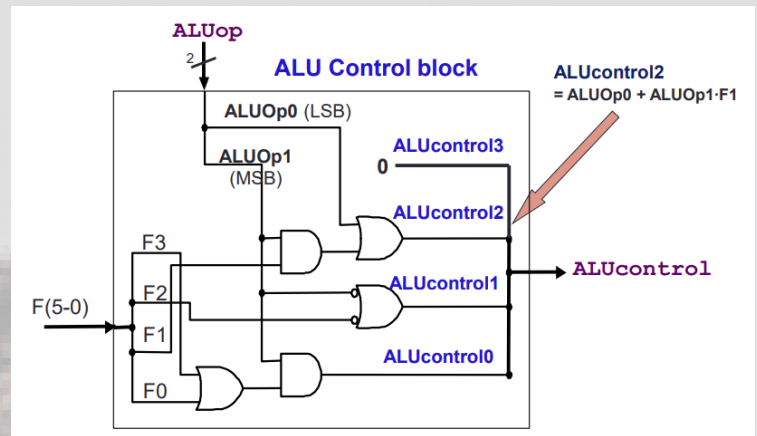 ALUop
2
ALU Control block
ALUcontrol2
= ALUOp0 + ALUOp1·F1
ALUOp0 (LSB)
ALUOp1
(MSB)
ALUcontrol3
0
ALUcontrol2
F3
ALUcontrol1
ALUcontrol
F2
F(5-0)
F1
ALUcontrol0
F0